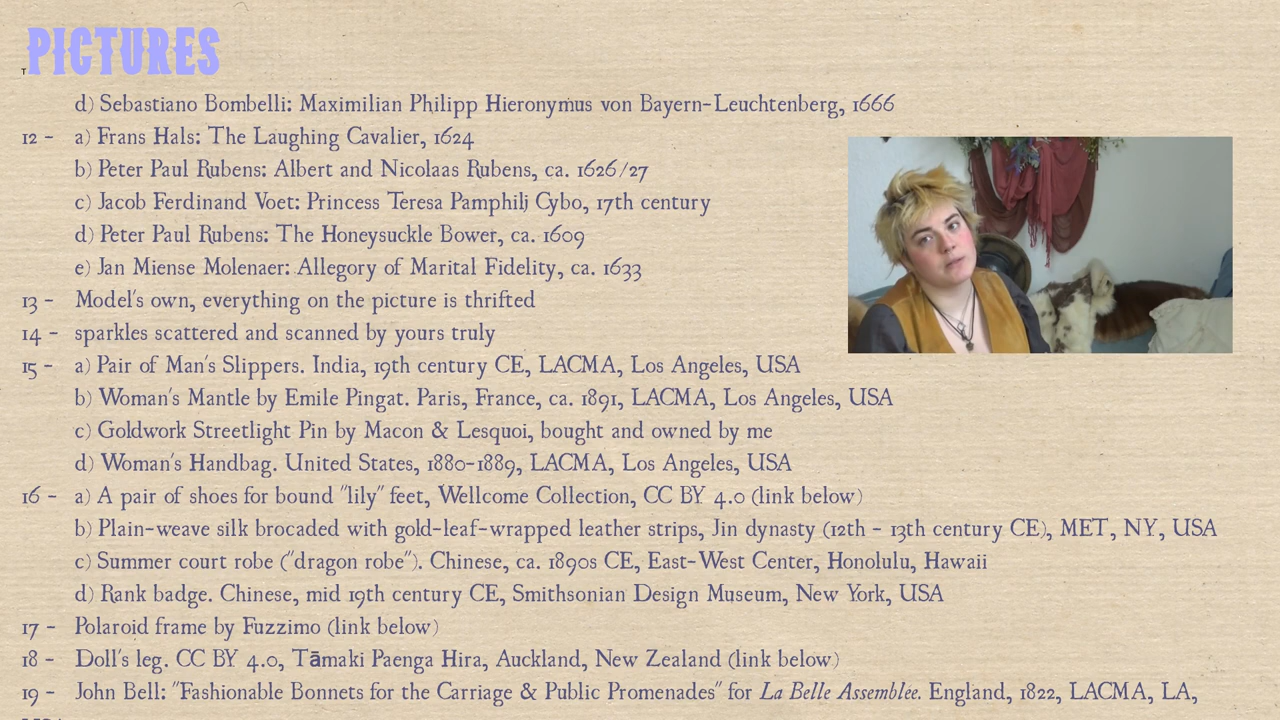 PICTURES
T
d) Sebastiano Bombelli: Maximilian Philipp Hieronymus von Bayern-Leuchtenberg, 1666
12 - a) Frans Hals: The Laughing Cavalier, 1624
b) Peter Paul Rubens: Albert and Nicolaas Rubens, ca. 1626/27
c) Jacob Ferdinand Voet: Princess Teresa Pamphilj Cybo, 17th century
d) Peter Paul Rubens: The Honeysuckle Bower, ca. 1609
e) Jan Miense Molenaer: Allegory of Marital Fidelity, ca. 1633
13 - Model's own, everything on the picture is thrifted
14 - sparkles scattered and scanned by yours truly
15 - a) Pair of Man's Slippers. India, 19th century CE, LACMA, Los Angeles, USA
b) Woman's Mantle by Emile Pingat. Paris, France, ca. 1891, LACMA, Los Angeles, USA
c) Goldwork Streetlight Pin by Macon & Lesquoi, bought and owned by me
d) Woman's Handbag. United States, 1880-1889, LACMA, Los Angeles, USA
16 - a) A pair of shoes for bound "lily" feet, Wellcome Collection, CC BY 4.0 (link below)
b) Plain-weave silk brocaded with gold-leaf-wrapped leather strips, Jin dynasty (12th - 13th century CE), MET, NY, USA
c) Summer court robe ("dragon robe"). Chinese, ca. 1890s CE, East-West Center, Honolulu, Hawaii
d) Rank badge. Chinese, mid 19th century CE, Smithsonian Design Museum, New York, USA
17 - Polaroid frame by Fuzzimo (link below)
18 - Doll's leg. CC BY 4.0, Tāmaki Paenga Hira, Auckland, New Zealand (link below)
19 - John Bell: "Fashionable Bonnets for the Carriage & Public Promenades" for La Belle Assemblée. England, 1822, LACMA, LA,